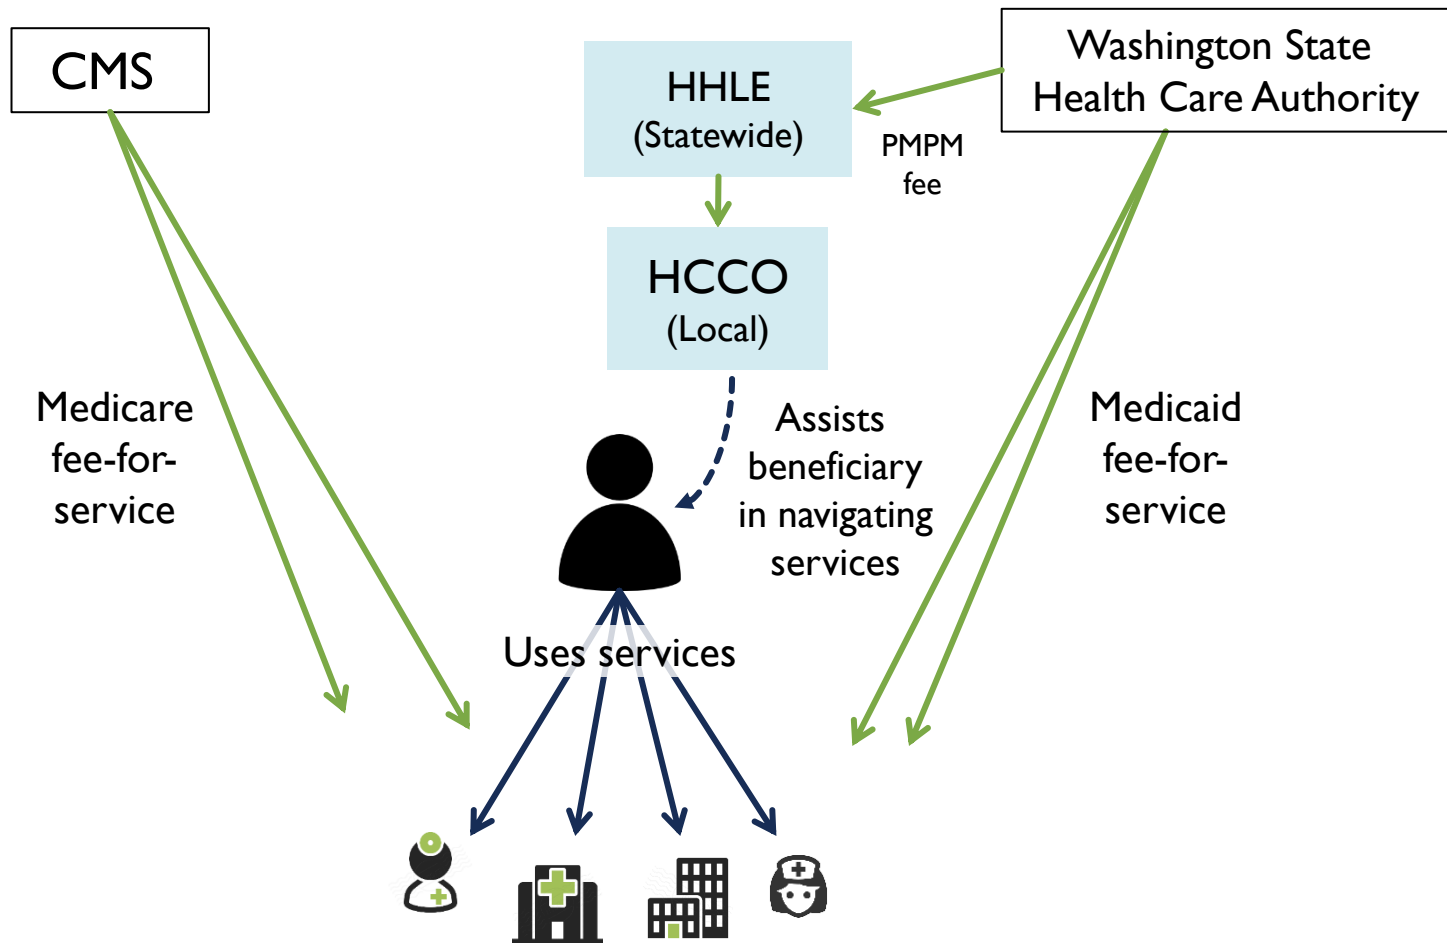 CMS
HHLE
(Statewide)
Washington State
Health Care Authority
PMPM
fee
HCCO
(Local)
Medicare
fee-for-
service
Assists
beneficiary
in navigating
services
Medicaid
fee-for-
service
Uses services